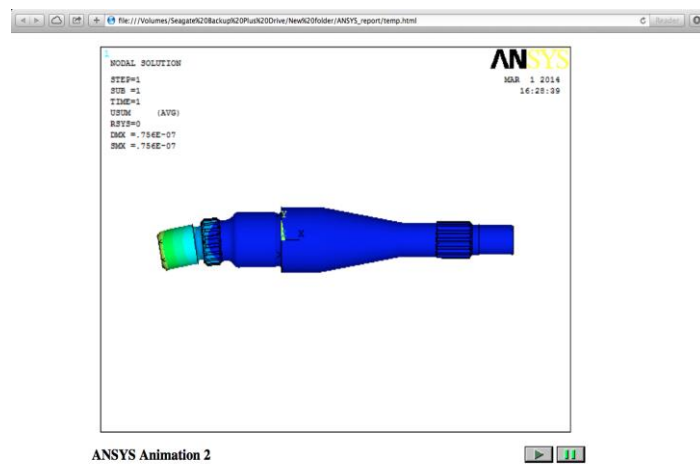 file:///Volumes/Seagate%20Backup%20Plus%20Drive/New%20folder/ANSYS_report/temp.html
Reader
1
NODAL SOLUTION
STEP=1
SUB =1
TIME=1
USUM (AVG)
RSYS=0
DMX =.756E-07
SMX =.756E-07
ANSYS
MAR 1 2014
16:28:39
X
ANSYS Animation 2